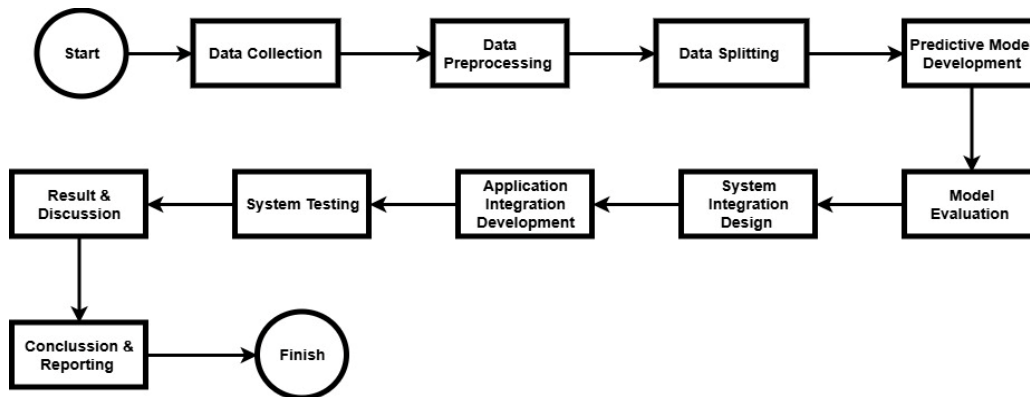 Start
Data Collection
Data
Preprocessing
Data Splitting
Predictive Model
Development
Result &
Discussion
System Testing
Application
Integration
Development
System
Integration
Design
Model
Evaluation
Conclussion &
Reporting
Finish